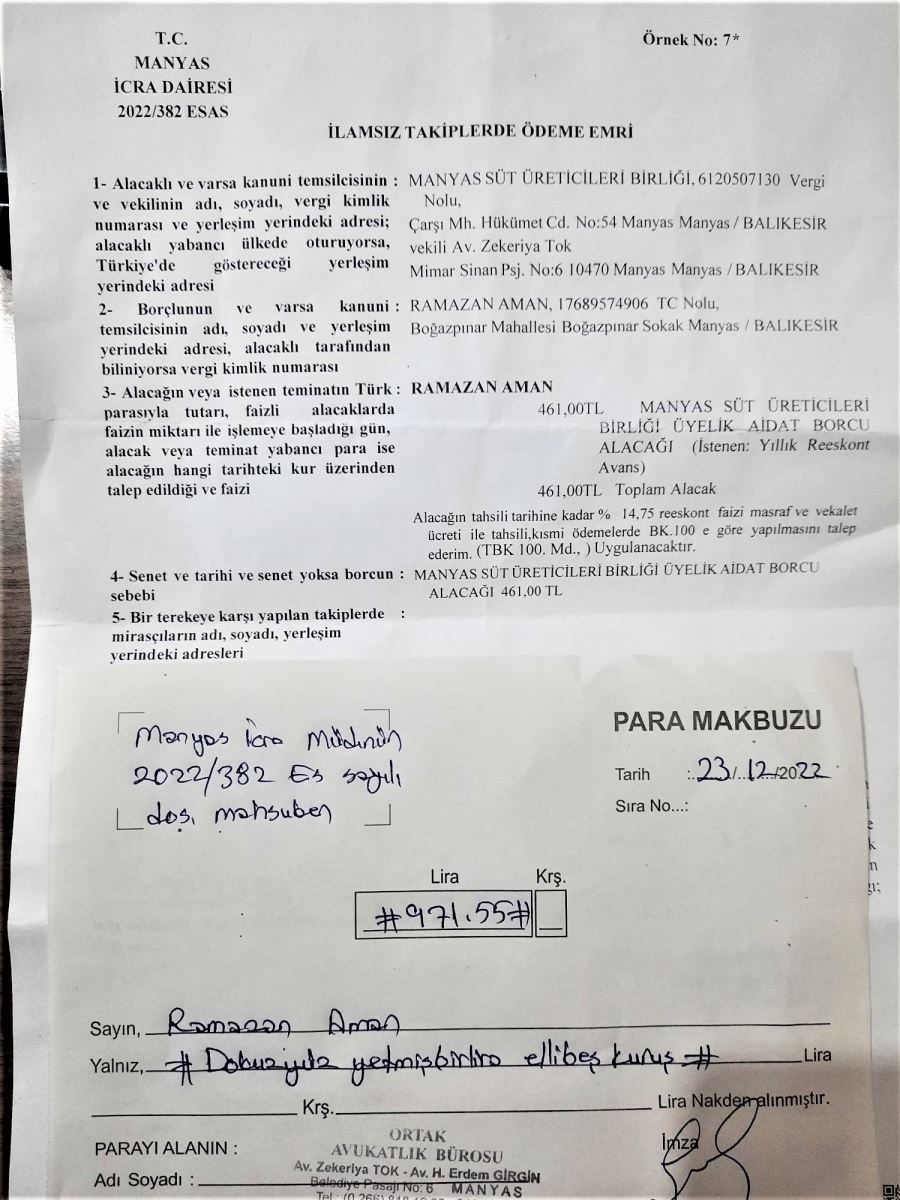 T.C.
MANYAS
İCRA DAİRESİ
2022/382 ESAS
Örnek No: 7*
İLAMSIZ TAKİPLERDE ÖDEME EMRİ
1- Alacaklı ve varsa kanuni temsilcisinin :
ve vekilinin adı, soyadı, vergi kimlik
numarası ve yerleşim yerindeki adresi;
alacaklı yabancı ülkede oturuyorsa,
Türkiye'de göstereceği yerleşim
yerindeki adresi
MANYAS SÜT ÜRETİCİLERİ BİRLİĞİ, 6120507130 Vergi
Nolu,
Çarşı Mh. Hükümet Cd. No:54 Manyas Manyas / BALIKESİR
vekili Av. Zekeriya Tok
Mimar Sinan Psj. No:6 10470 Manyas Manyas / BALIKESİR
2- Borçlunun ve varsa kanuni :
temsilcisinin adı, soyadı ve yerleşim
yerindeki adresi, alacaklı tarafından
biliniyorsa vergi kimlik numarası
RAMAZAN AMAN, 17689574906 TC Nolu,
Boğazpınar Mahallesi Boğazpınar Sokak Manyas / BALIKESİR
3- Alacağın veya istenen teminatın Türk :
parasıyla tutarı, faizli alacaklarda
faizin miktarı ile işlemeye başladığı gün,
alacak veya teminat yabancı para ise
alacağın hangi tarihteki kur üzerinden
talep edildiği ve faizi
RAMAZAN AMAN
461,00TL MANYAS SÜT ÜRETİCİLERİ
BİRLİĞİ ÜYELİK AİDAT BORCU
ALACAĞI (İstenen: Yıllık Reeskont
Avans)
461,00TL Toplam Alacak
Alacağın tahsili tarihine kadar % 14,75 reeskont faizi masraf ve vekalet
ücreti ile tahsili,kısmi ödemelerde BK.100 e göre yapılmasını talep
ederim. (TBK 100. Md., ) Uygulanacaktır.
4- Senet ve tarihi ve senet yoksa borcun :
sebebi
MANYAS SÜT ÜRETİCİLERİ BİRLİĞİ ÜYELİK AİDAT BORCU
ALACAĞI 461,00 TL
5- Bir terekeye karşı yapılan takiplerde :
mirasçıların adı, soyadı, yerleşim
yerindeki adresleri
Manyas İcra Müdnün
2022/382 Es sayılı
dos. mahsuben
PARA MAKBUZU
Tarih :.23/..12./2022
Sıra No...:
Lira Krş.
#971.55#
Sayın, Ramazan Aman
Yalnız, # Dokuzyüz yetmişbirlira ellibeş kuruş # Lira
Krş. Lira Nakden alınmıştır.
PARAYI ALANIN :
Adı Soyadı :
İmza
ORTAK
AVUKATLIK BÜROSU
Av. Zekeriya TOK - Av. H. Erdem GİRGİN
Belediye Pasajı No: 6 MANYAS